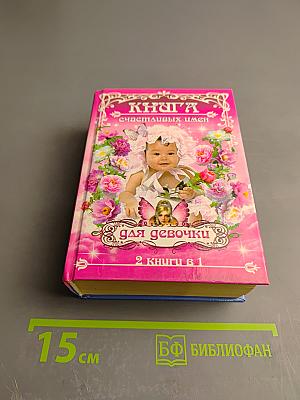 КНИГА
СЧАСТЛИВЫХ ИМЕН
ДЛЯ ДЕВОЧКИ
2 КНИГИ В 1
15 см
БФ БИБЛИОФАН